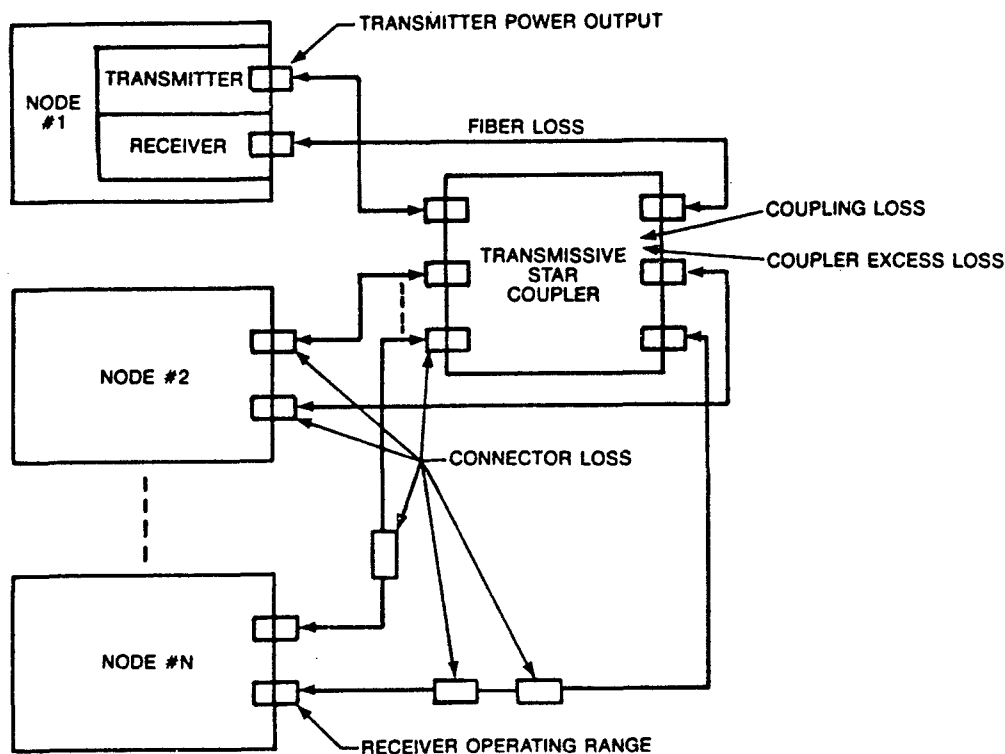 TRANSMITTER POWER OUTPUT
TRANSMITTER
NODE
#1
RECEIVER
FIBER LOSS
COUPLING LOSS
TRANSMISSIVE
STAR
COUPLER
COUPLER EXCESS LOSS
NODE #2
CONNECTOR LOSS
NODE #N
RECEIVER OPERATING RANGE